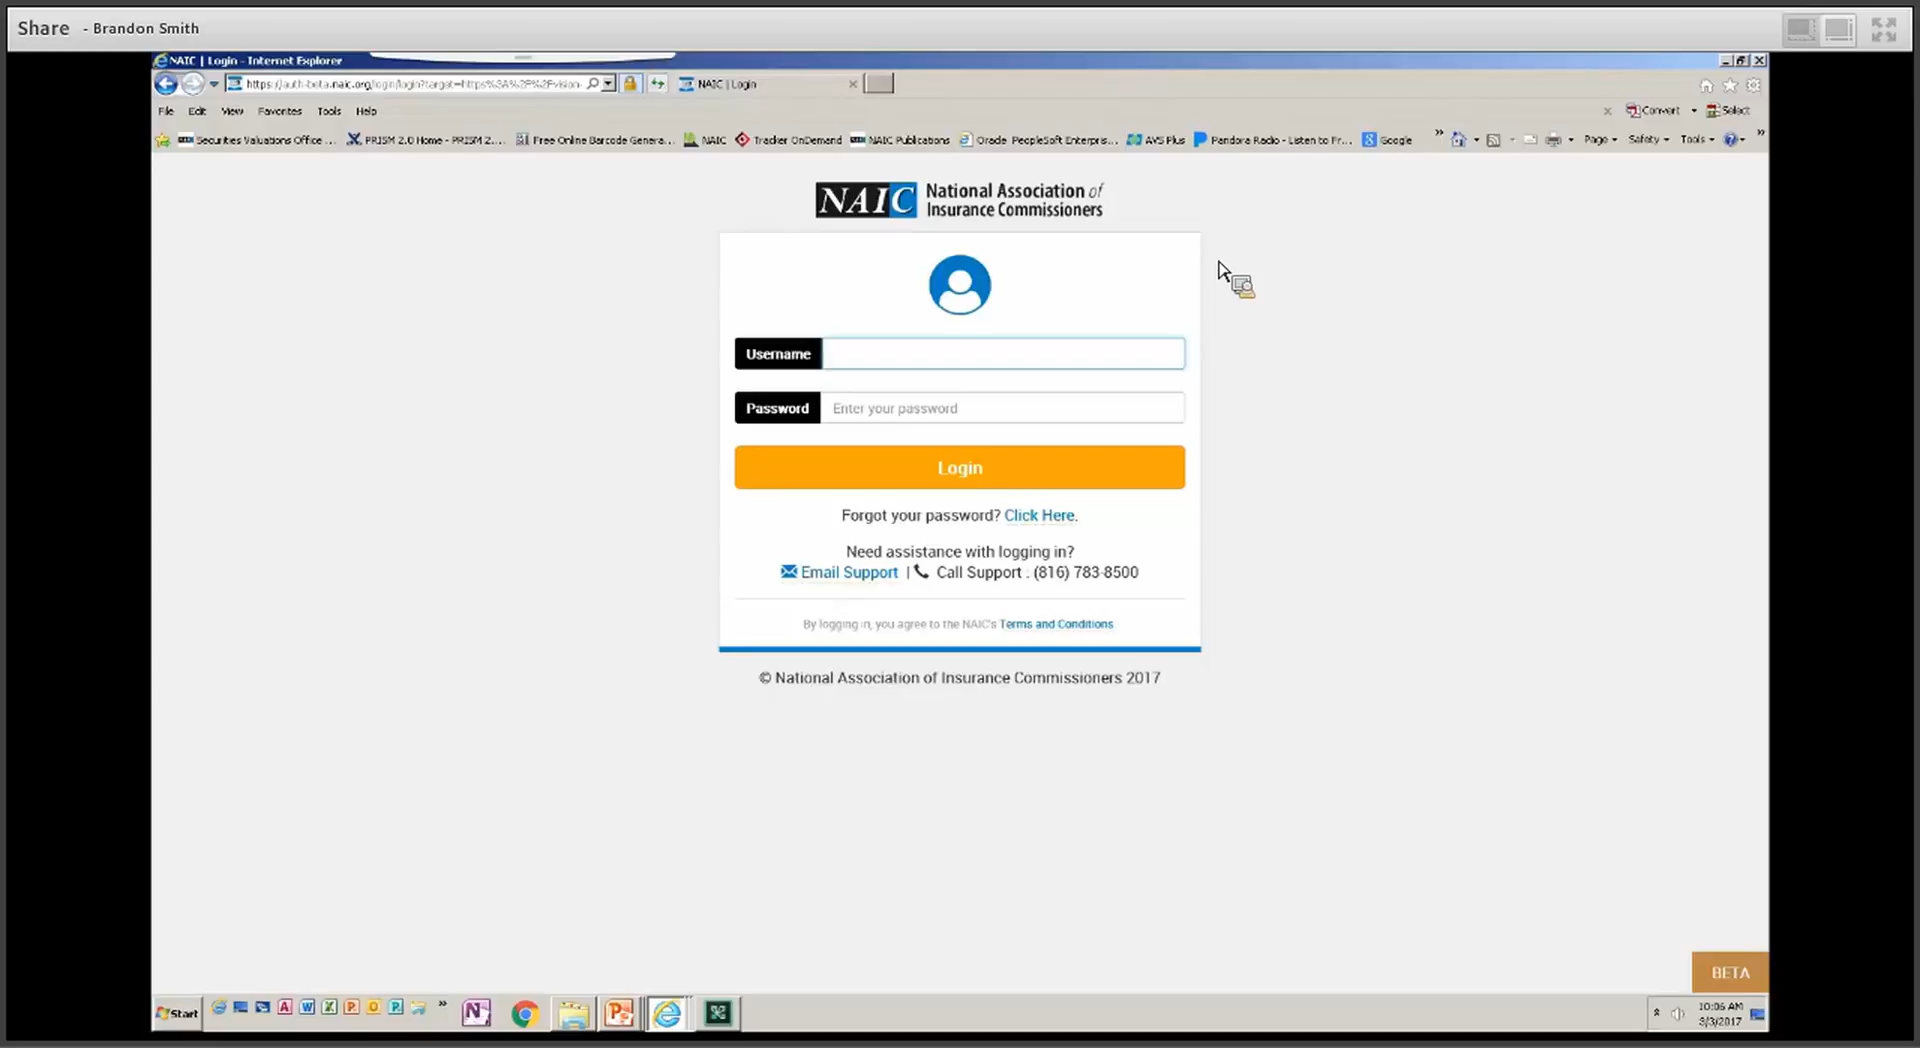 Share - Brandon Smith
NAIC | Login - Internet Explorer
NAIC | Login
File Edit View Favorites Tools Help
Convert Select
Securities Valuations Office ... PRISM 2.0 Home - PRISM 2.... Free Online Barcode Genera... NAIC Tracker OnDemand NAIC Publications Oracle PeopleSoft Enterpris... AVS Plus Pandora Radio - Listen to Fr... Google » Page Safety Tools »
NAIC National Association of
Insurance Commissioners
Username
Password Enter your password
Login
Forgot your password? Click Here.
Need assistance with logging in?
Email Support | Call Support : (816) 783-8500
By logging in, you agree to the NAIC's Terms and Conditions
© National Association of Insurance Commissioners 2017
BETA
Start
10:06 AM
3/3/2017